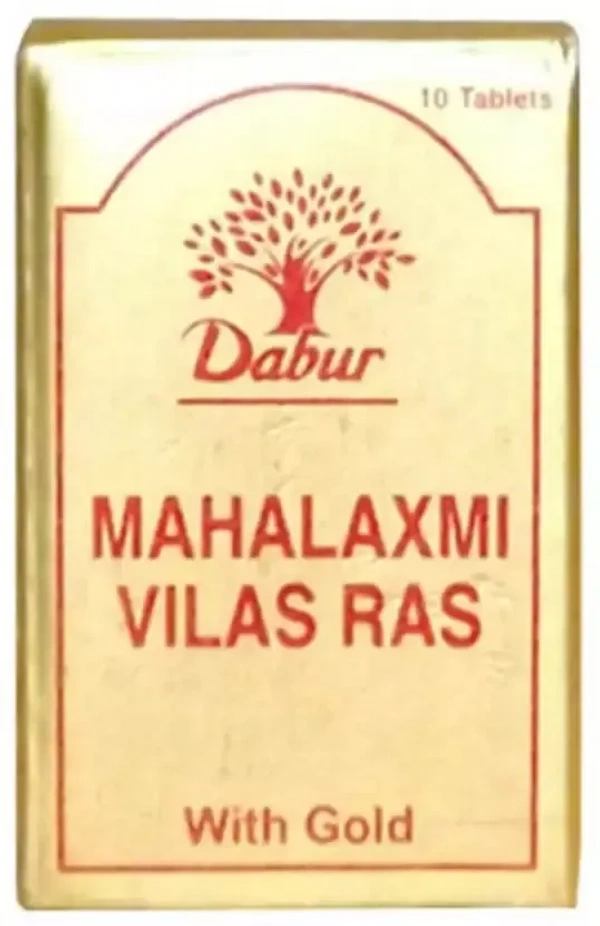 10 Tablets
Dabur
MAHALAXMI
VILAS RAS
With Gold